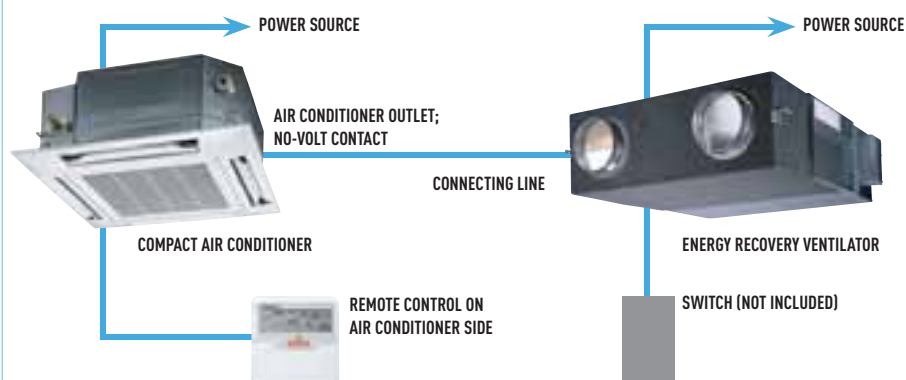 POWER SOURCE
POWER SOURCE
AIR CONDITIONER OUTLET;
NO-VOLT CONTACT
CONNECTING LINE
COMPACT AIR CONDITIONER
ENERGY RECOVERY VENTILATOR
REMOTE CONTROL ON
AIR CONDITIONER SIDE
SWITCH (NOT INCLUDED)